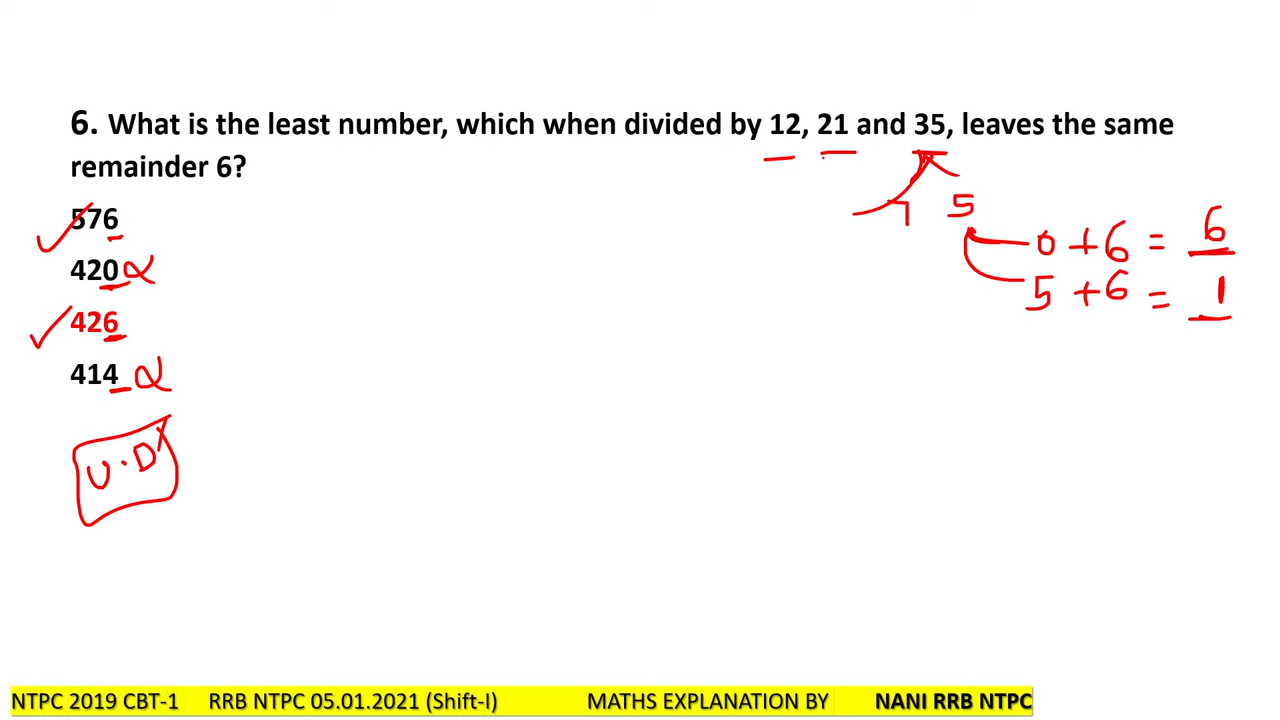 6. What is the least number, which when divided by 12, 21 and 35, leaves the same
remainder 6?
576
420
426
414
U.D
7 5
0 + 6 = 6
5 + 6 = 1
NTPC 2019 CBT-1 RRB NTPC 05.01.2021 (Shift-I) MATHS EXPLANATION BY NANI RRB NTPC